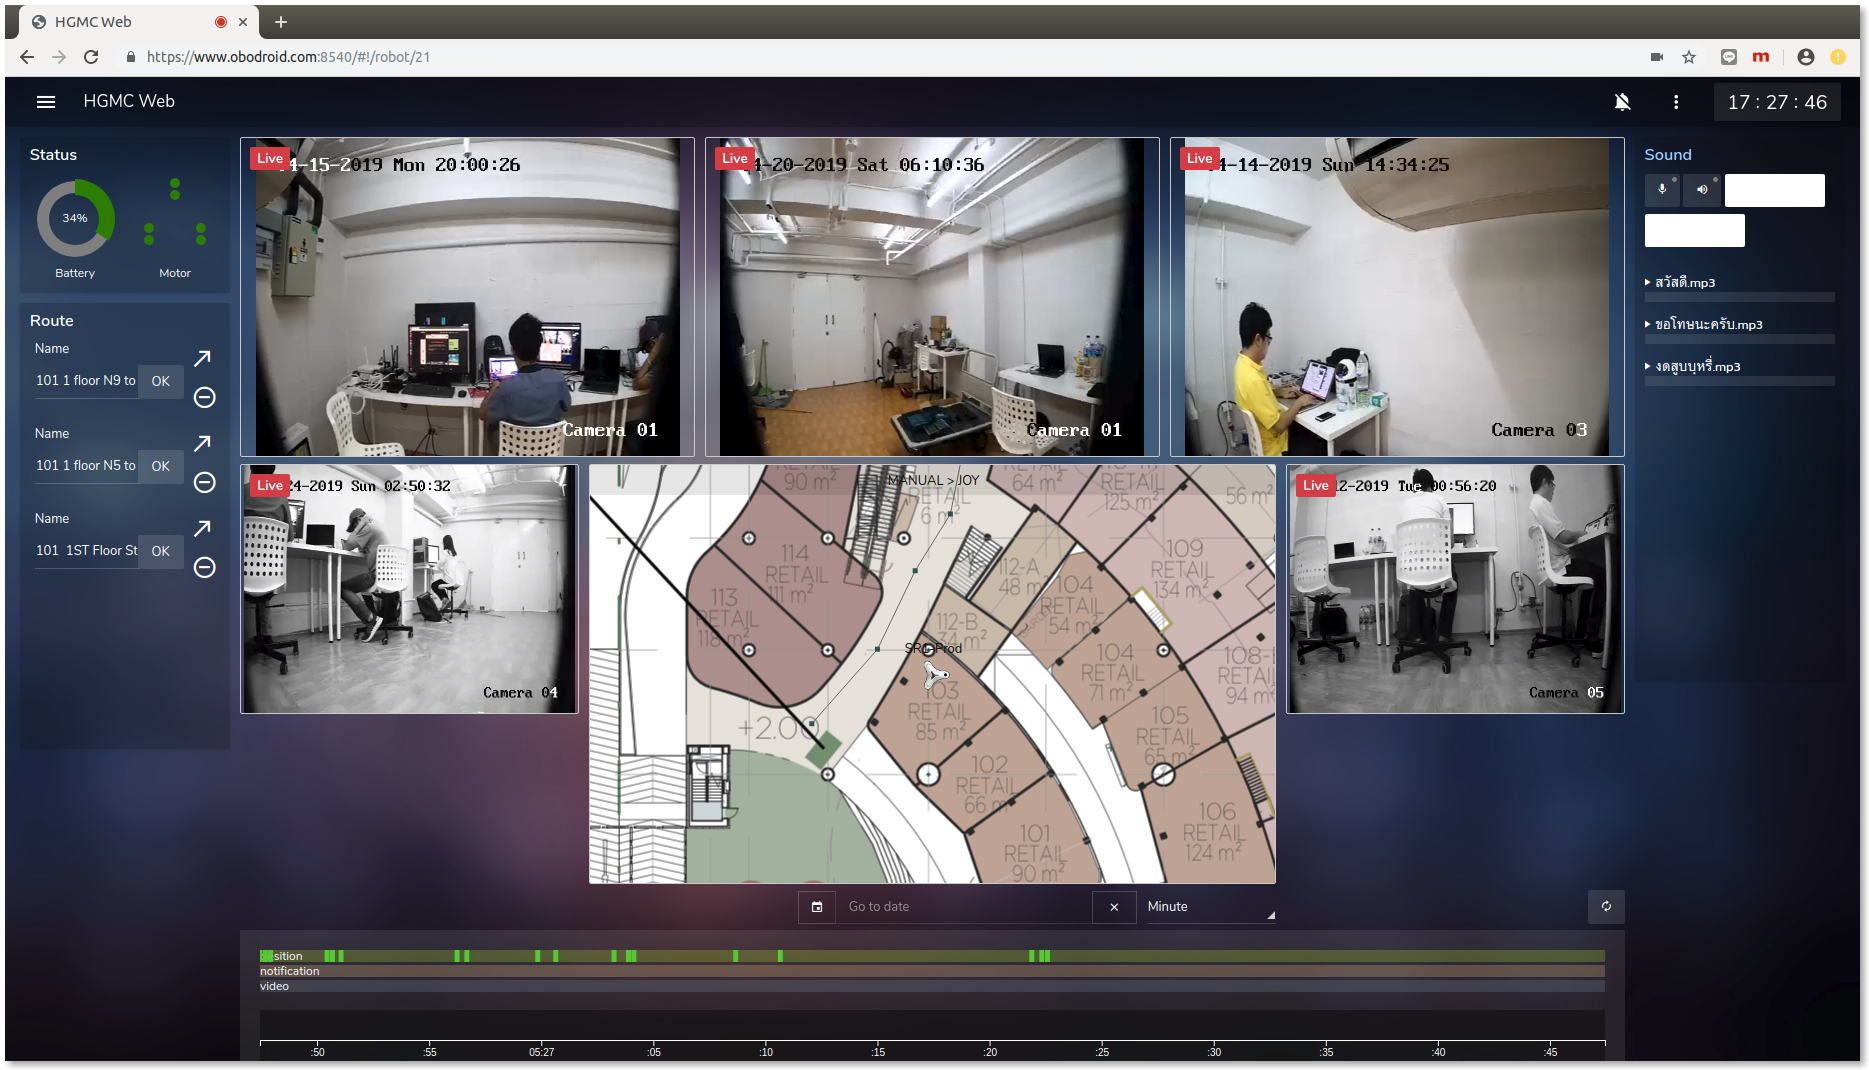 HGMC Web
https://www.obodroid.com:8540/#!/robot/21
HGMC Web
17 : 27 : 46
Status
34%
Battery
Motor
Route
Name
101 1 floor N9 to
OK
Name
101 1 floor N5 to
OK
Name
101 1ST Floor St
OK
Live
4-15-2019 Mon 20:00:26
Camera 01
Live
4-20-2019 Sat 06:10:36
Camera 01
Live
4-14-2019 Sun 14:34:25
Camera 03
Live
24-2019 Sun 02:50:32
Camera 04
MANUAL > JOY
RETAIL
90 m²
RETAIL
6 m²
RETAIL
64 m²
RETAIL
125 m²
56 m²
114
RETAIL
111 m²
113
RETAIL
118 m²
112-A
48 m²
104
RETAIL
54 m²
109
RETAIL
134 m²
112-B
34 m²
SR1-Prod
104
RETAIL
71 m²
108-
RETAIL
94 m²
103
RETAIL
85 m²
+2.00
105
RETAIL
65 m²
102
RETAIL
66 m²
106
RETAIL
124 m²
101
RETAIL
90 m²
Live
12-2019 Tue 00:56:20
Camera 05
Sound
สวัสดี.mp3
ขอโทษนะครับ.mp3
งดสูบบุหรี่.mp3
Go to date
Minute
sition
notification
video
:50
:55
05:27
:05
:10
:15
:20
:25
:30
:35
:40
:45